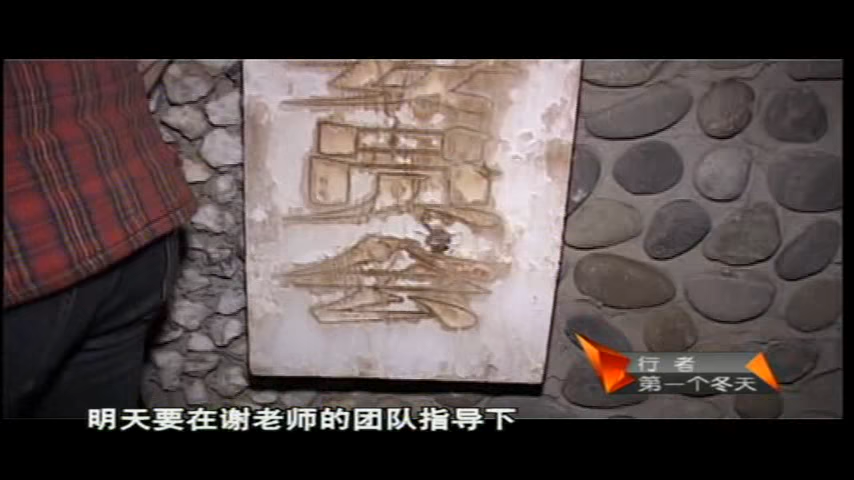 行者
第一个冬天
明天要在谢老师的团队指导下